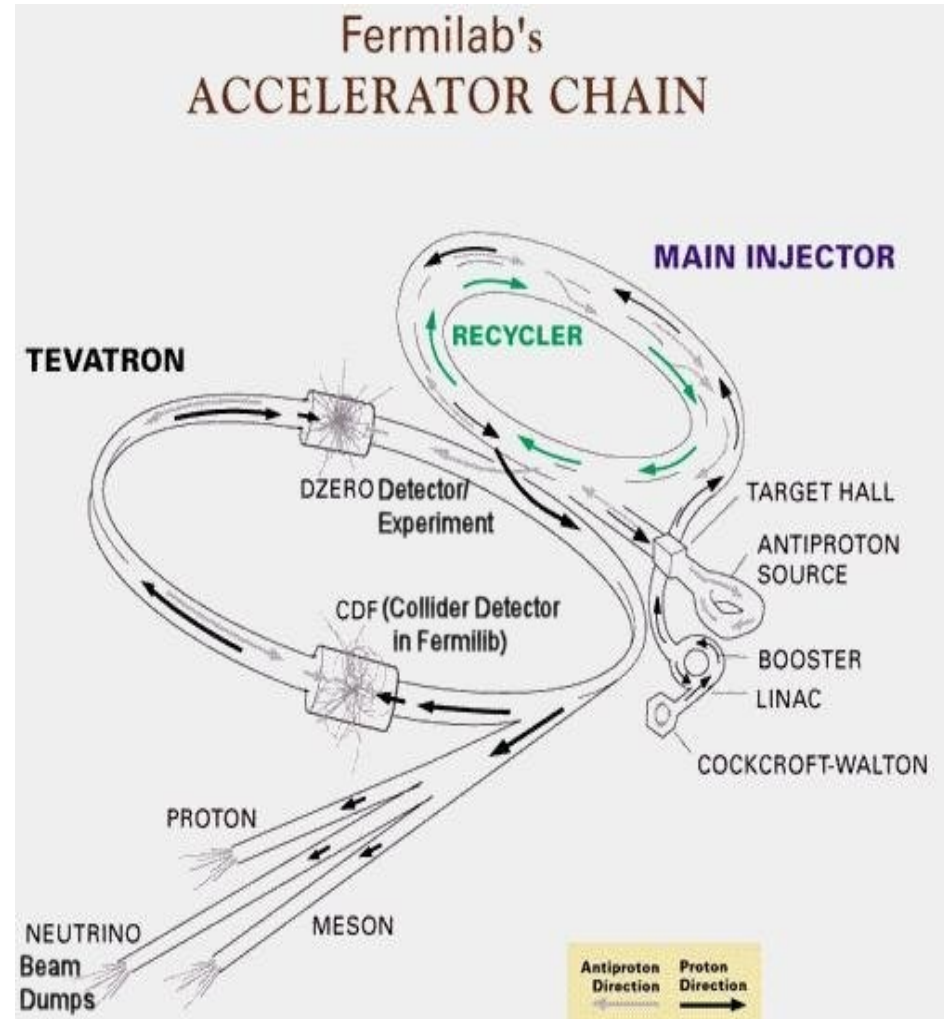 Fermilab's
ACCELERATOR CHAIN
MAIN INJECTOR
RECYCLER
TEVATRON
DZERO Detector/
Experiment
TARGET HALL
ANTIPROTON
SOURCE
CDF (Collider Detector
in Fermilib)
BOOSTER
LINAC
COCKCROFT-WALTON
PROTON
NEUTRINO
MESON
Beam
Dumps
Antiproton Proton
Direction Direction